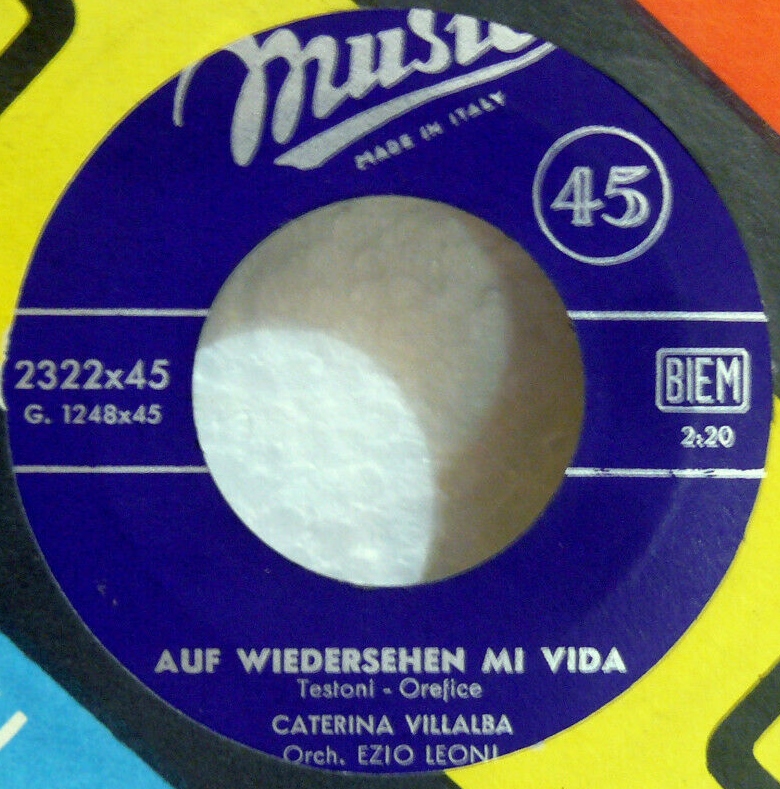 Music
MADE IN ITALY
45
2322x45
G. 1248x45
BIEM
2:20
AUF WIEDERSEHEN MI VIDA
Testoni - Orefice
CATERINA VILLALBA
Orch. EZIO LEONI